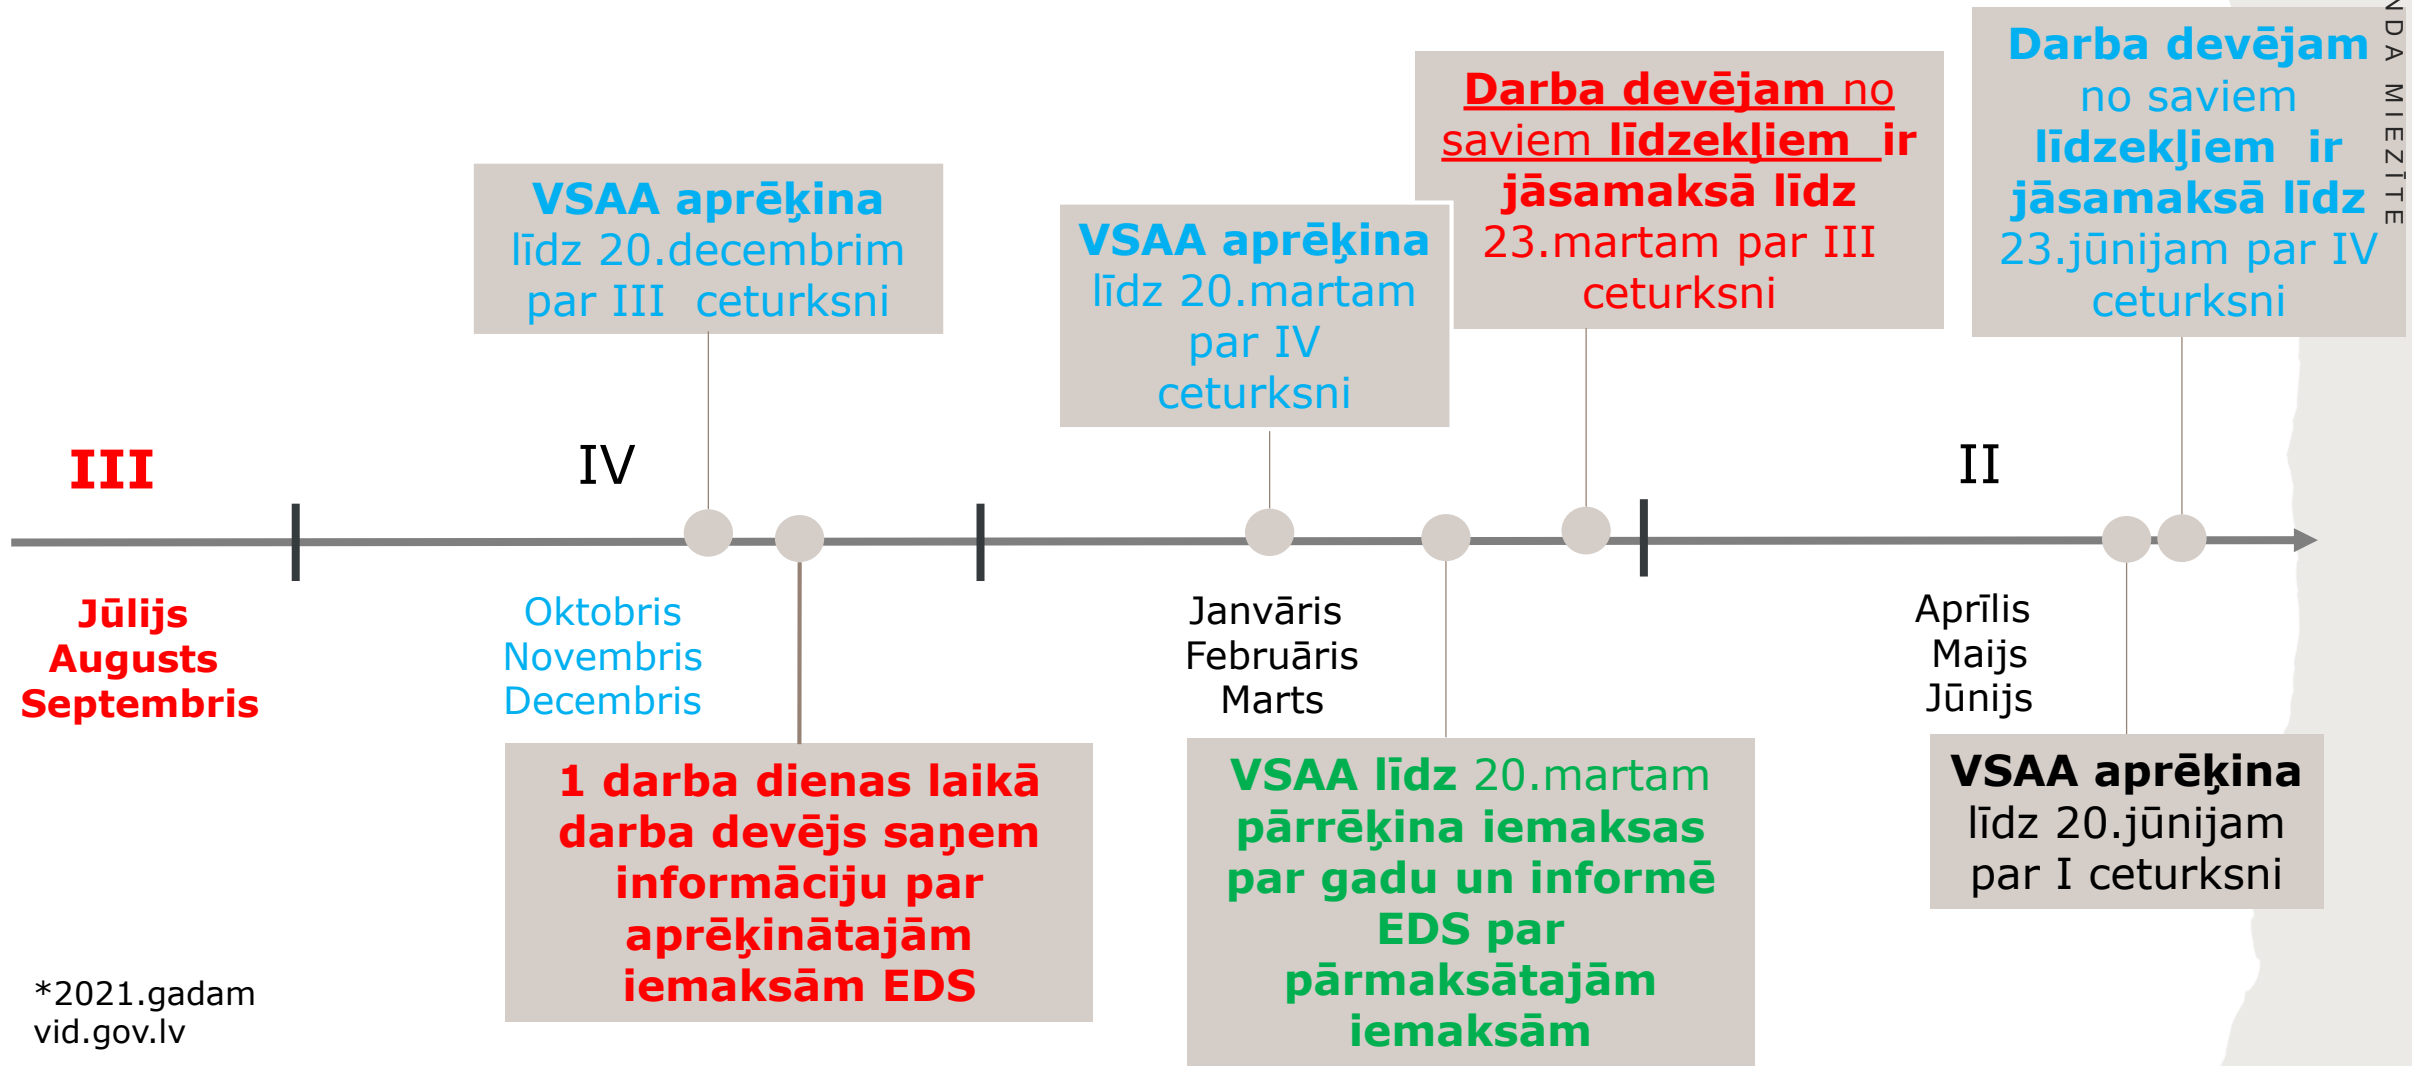 VSAA aprēķina
līdz 20.decembrim
par III ceturksni
VSAA aprēķina
līdz 20.martam
par IV
ceturksni
Darba devējam no
saviem līdzekļiem ir
jāsamaksā līdz
23.martam par III
ceturksni
Darba devējam
no saviem
līdzekļiem ir
jāsamaksā līdz
23.jūnijam par IV
ceturksni
NDA MIEZĪTE
III
IV
II
Jūlijs
Augusts
Septembris
Oktobris
Novembris
Decembris
Janvāris
Februāris
Marts
Aprīlis
Maijs
Jūnijs
1 darba dienas laikā
darba devējs saņem
informāciju par
aprēķinātajām
iemaksām EDS
VSAA līdz 20.martam
pārrēķina iemaksas
par gadu un informē
EDS par
pārmaksātajām
iemaksām
VSAA aprēķina
līdz 20.jūnijam
par I ceturksni
*2021.gadam
vid.gov.lv